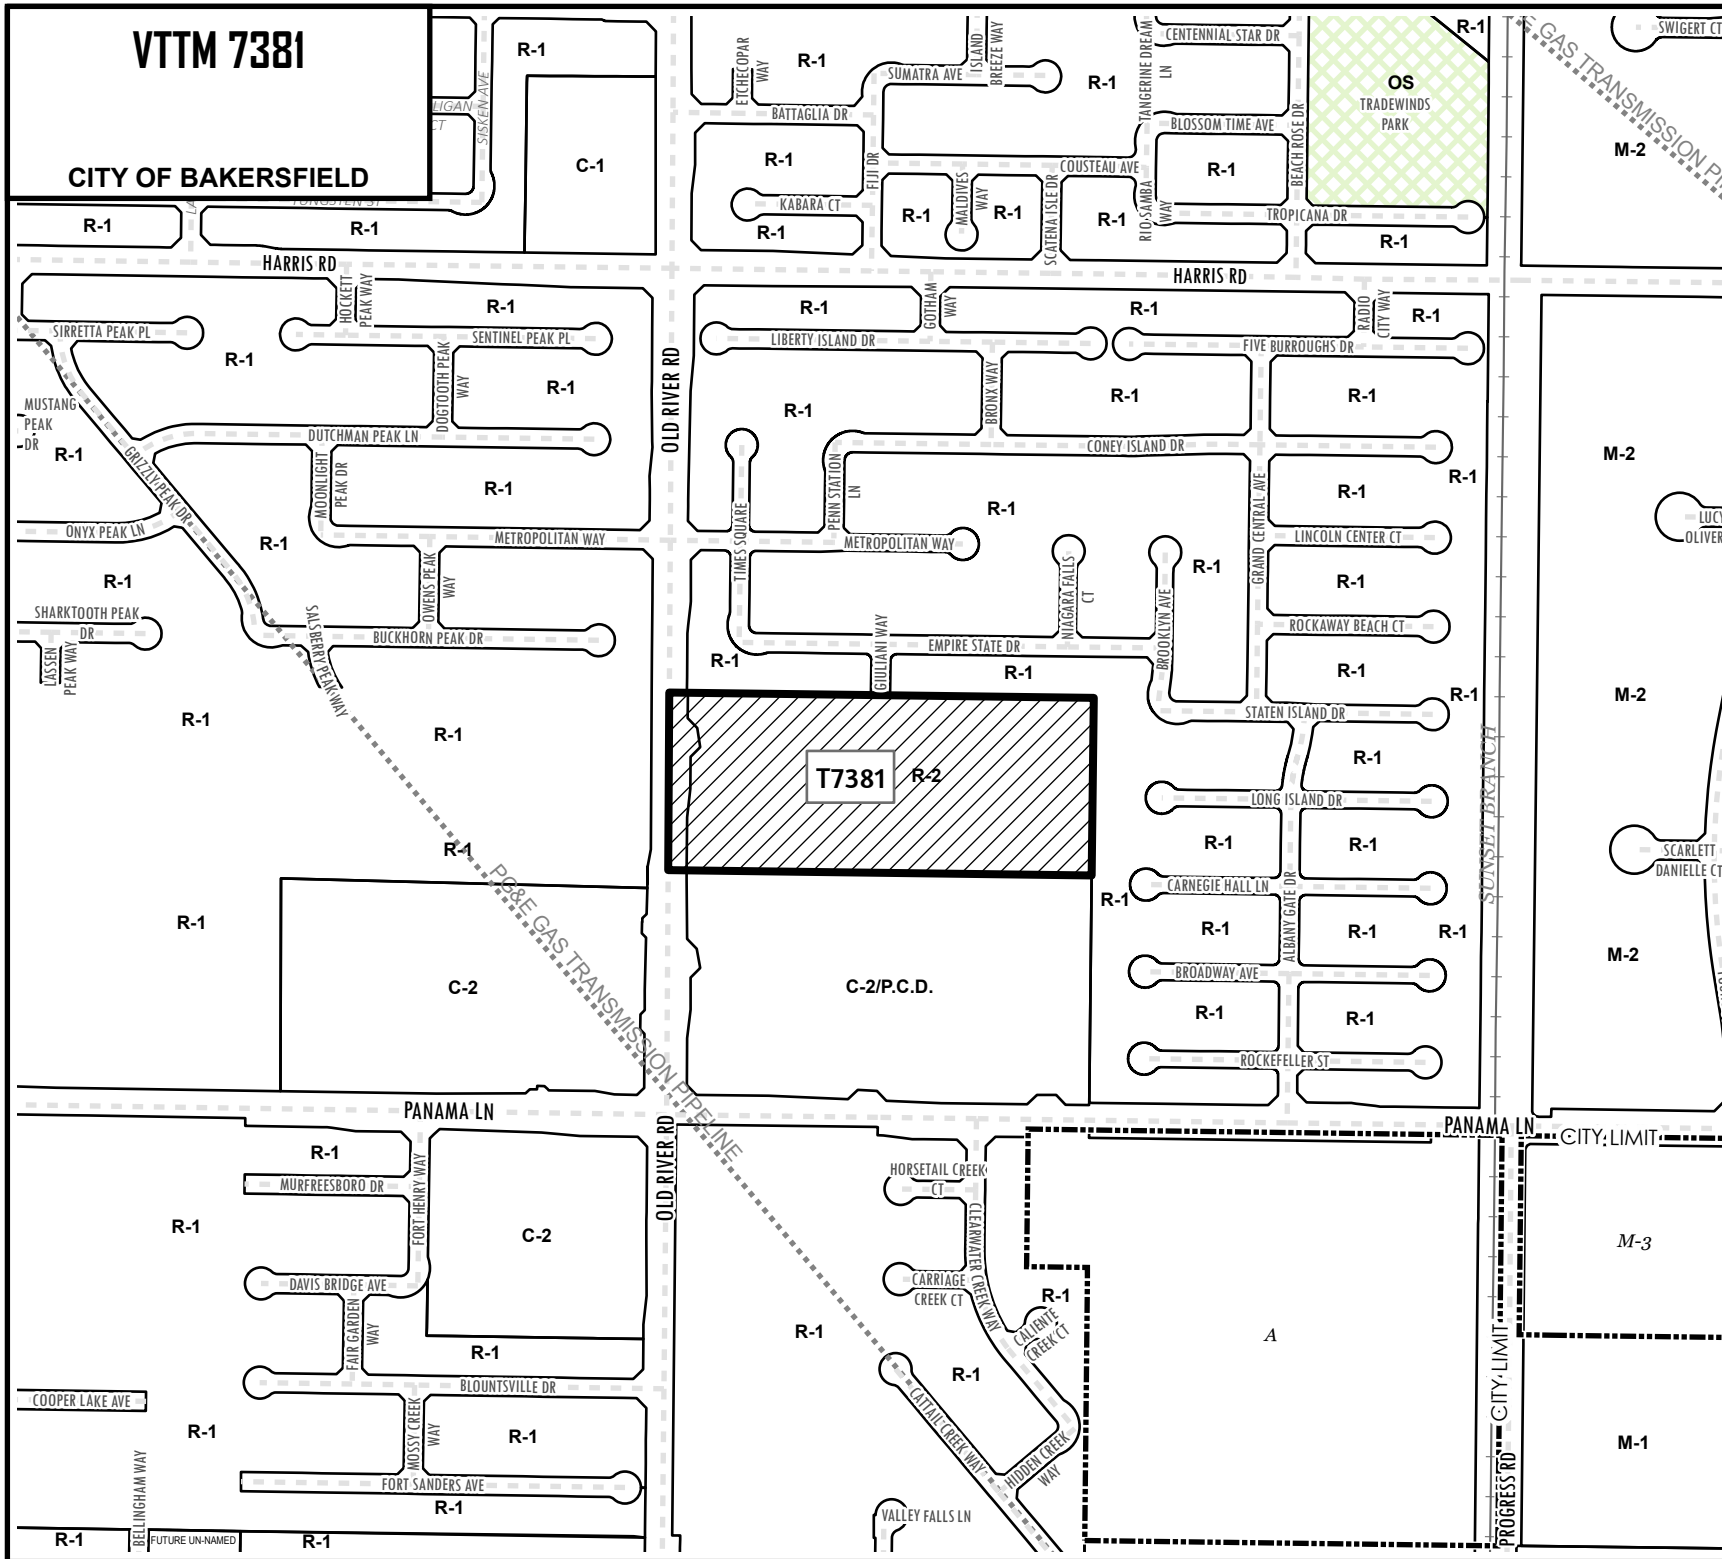 VTTM 7381
CITY OF BAKERSFIELD
R-1
C-1
SISKEN AVE
R-1
R-1
HARRIS RD
ETCHECOPAR
WAY
R-1
SUMATRA AVE
ISLAND
BREEZE WAY
R-1
TANGERINE DREAM
LN
CENTENNIAL STAR DR
BATTAGLIA DR
BLOSSOM TIME AVE
BEACH ROSE DR
R-1
OS
TRADEWINDS
PARK
SWIGERT CT
M-2
R-1
FIJI DR
COUSTEAU AVE
R-1
KABARA CT
R-1
R-1
MALDIVES
WAY
R-1
SCATENA ISLE DR
R-1
RIO SAMBA
WAY
TROPICANA DR
R-1
HARRIS RD
SIRRETTA PEAK PL
HOCKETT
PEAK WAY
R-1
SENTINEL PEAK PL
R-1
DOGTOOTH PEAK
WAY
R-1
OLD RIVER RD
MUSTANG
PEAK
DR
R-1
DUTCHMAN PEAK LN
GRIZZLY PEAK DR
MOONLIGHT
PEAK DR
R-1
ONYX PEAK LN
R-1
METROPOLITAN WAY
R-1
OWENS PEAK
WAY
SHARKTOOTH PEAK
DR
LASSEN
PEAK WAY
SALSBERRY PEAK WAY
BUCKHORN PEAK DR
R-1
R-1
R-1
R-1
C-2
PG&E GAS TRANSMISSION PIPELINE
R-1
GOTHAM
WAY
R-1
RADIO
CITY WAY
R-1
LIBERTY ISLAND DR
FIVE BURROUGHS DR
R-1
BRONX WAY
R-1
R-1
CONEY ISLAND DR
PENN STATION
LN
R-1
TIMES SQUARE
METROPOLITAN WAY
GRAND CENTRAL AVE
R-1
R-1
LINCOLN CENTER CT
NIAGARA FALLS
CT
BROOKLYN AVE
R-1
R-1
ROCKAWAY BEACH CT
R-1
GIULIANI WAY
EMPIRE STATE DR
R-1
R-1
R-1
STATEN ISLAND DR
T7381
R-2
R-1
LONG ISLAND DR
R-1
R-1
CARNEGIE HALL LN
R-1
ALBANY GATE DR
R-1
R-1
R-1
BROADWAY AVE
C-2/P.C.D.
R-1
R-1
ROCKEFELLER ST
SUNSET BRANCH
M-2
M-2
M-2
SCARLETT
DANIELLE CT
PANAMA LN
PANAMA LN
CITY LIMIT
R-1
MURFREESBORO DR
FORT HENRY WAY
R-1
C-2
DAVIS BRIDGE AVE
FAIR GARDEN
WAY
R-1
BLOUNTSVILLE DR
COOPER LAKE AVE
R-1
MOSSY CREEK
WAY
R-1
FORT SANDERS AVE
R-1
BELLINGHAM WAY
R-1
FUTURE UN-NAMED
R-1
OLD RIVER RD
HORSETAIL CREEK
CT
CLEARWATER CREEK WAY
CARRIAGE
CREEK CT
R-1
CALIENTE
CREEK CT
R-1
R-1
CATTAIL CREEK WAY
HIDDEN CREEK
WAY
VALLEY FALLS LN
A
M-3
CITY LIMIT
M-1
PROGRESS RD